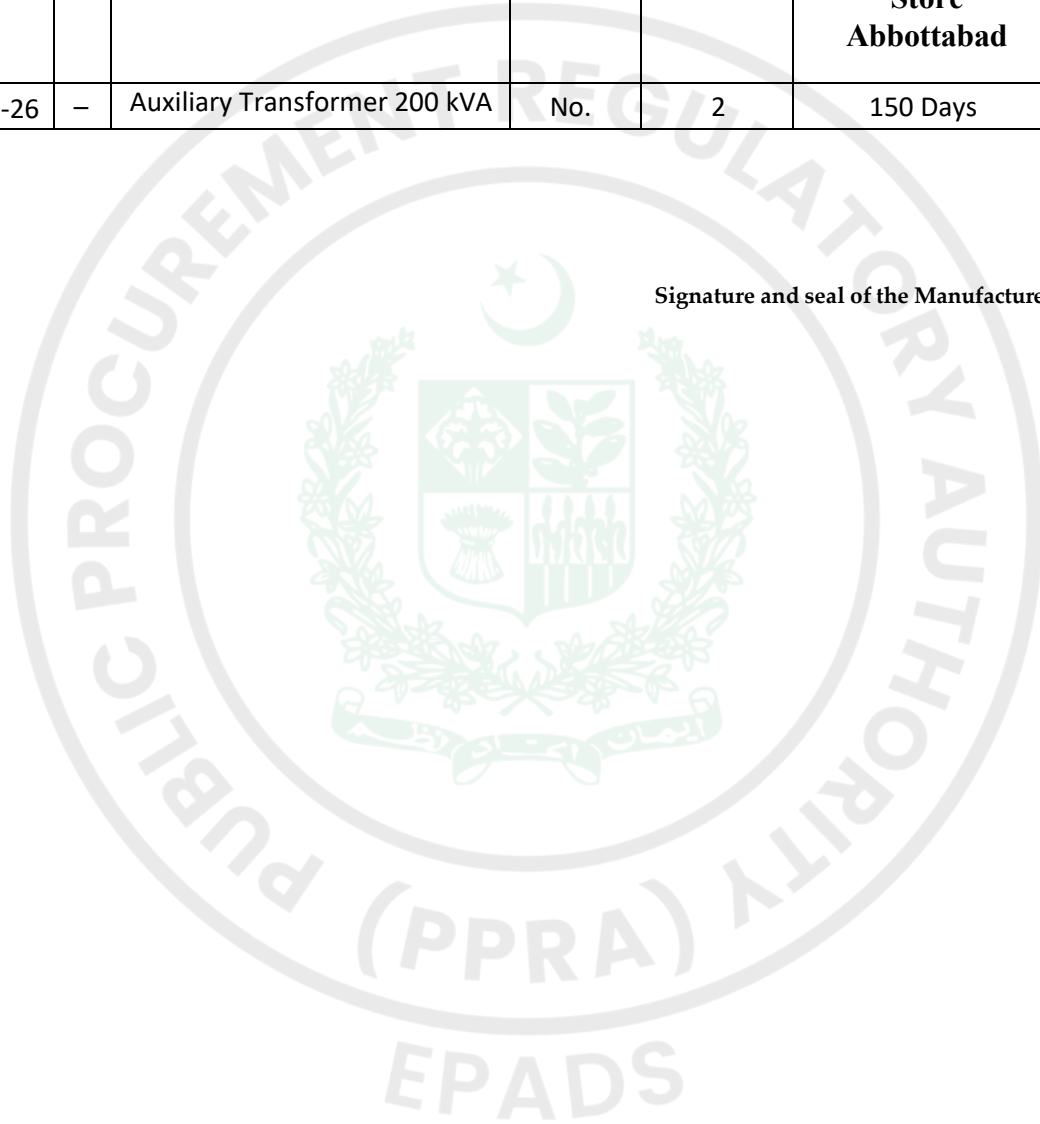 Store
Abbottabad
-26 – Auxiliary Transformer 200 kVA No. 2 150 Days
Signature and seal of the Manufacture
PUBLIC PROCUREMENT REGULATORY AUTHORITY
(PPRA)
EPADS